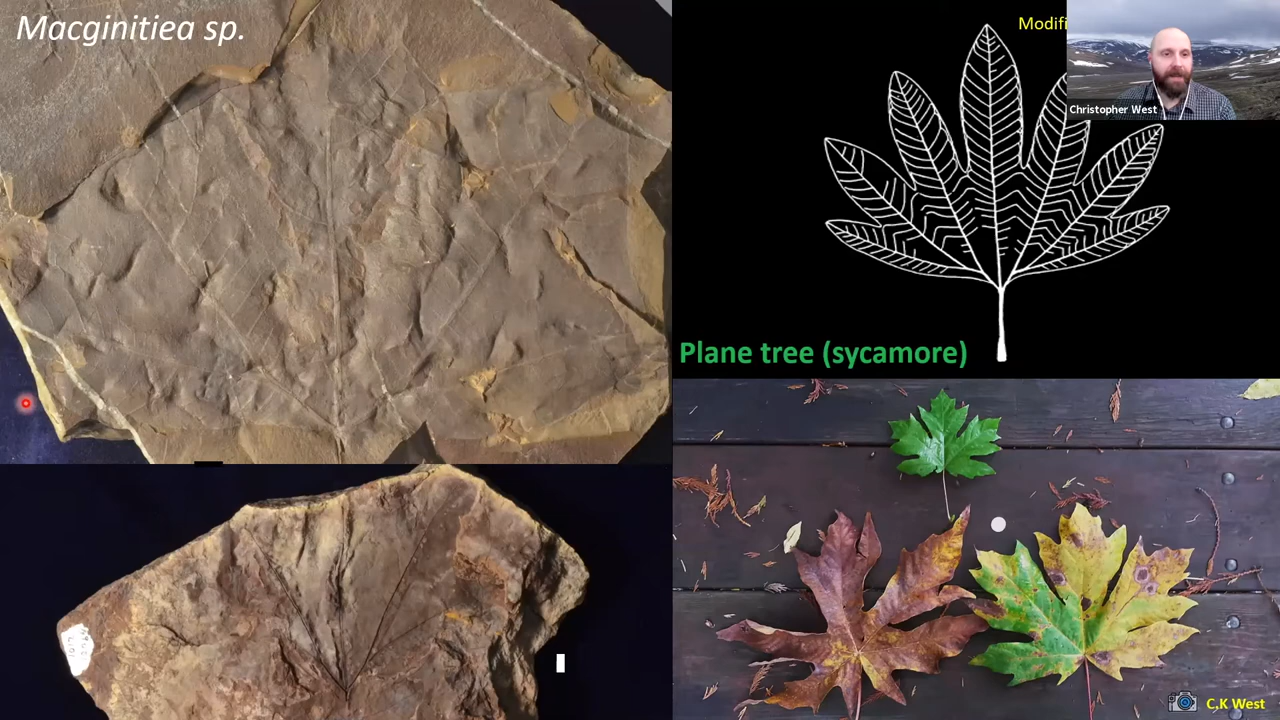 Macginitiea sp.
Modifi
Christopher West
Plane tree (sycamore)
C.K West